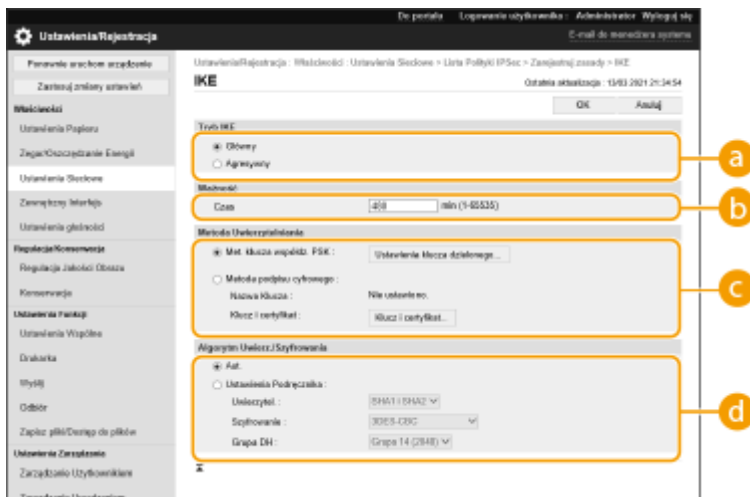 Do portalu Logowanie użytkownika : Administrator Wyloguj się
Ustawienia/Rejestracja
E-mail do menedżera systemu
Ponownie uruchom urządzenie
Zastosuj zmiany ustawień
Właściwości
Ustawienia Papieru
Zegar/Oszczędzanie Energii
Ustawienia Sieciowe
Zewnętrzny Interfejs
Ustawienia głośności
Regulacja/Konserwacja
Regulacja Jakości Obrazu
Konserwacja
Ustawienia Funkcji
Ustawienia Wspólne
Drukarka
Wyślij
Odbiór
Zapisz plik/Dostęp do plików
Ustawienia Zarządzania
Zarządzanie Użytkownikiem
Ustawienia/Rejestracja : Właściwości : Ustawienia Sieciowe > Lista Polityki IPSec > Zarejestruj zasady > IKE
IKE
Ostatnia aktualizacja : 13/03 2021 21:34:54
OK Anuluj
Tryb IKE
Główny
Agresywny
a
Ważność
Czas 480 min (1-65535)
b
Metoda Uwierzytelniania
Met. klucza współdz. PSK : Ustawienia klucza dzielonego...
Metoda podpisu cyfrowego :
Nazwa Klucza : Nie ustawiono.
Klucz i certyfikat : Klucz i certyfikat...
c
Algorytm Uwierz./Szyfrowania
Aut.
Ustawienia Podręcznika :
Uwierzytel. : SHA1 i SHA2
Szyfrowanie : 3DES-CBC
Grupa DH : Grupa 14 (2048)
d